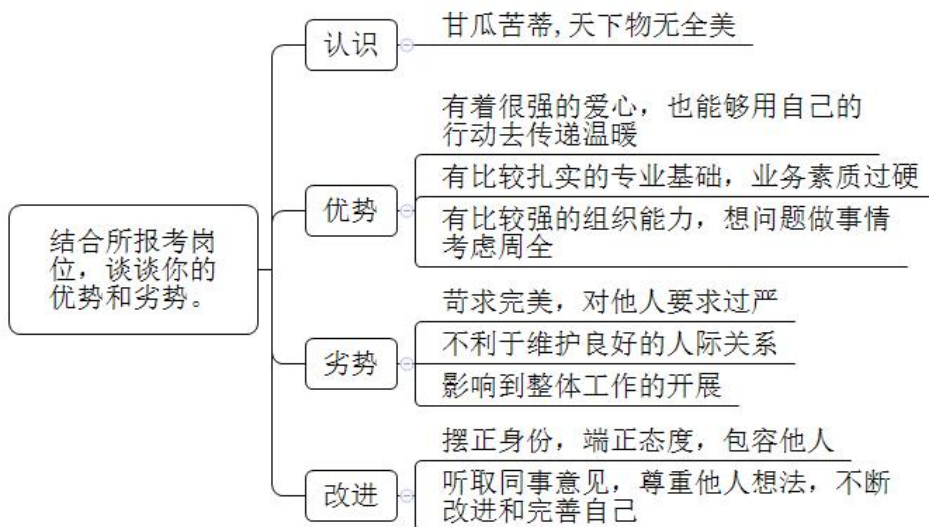 结合所报考岗
位，谈谈你的
优势和劣势。
认识
甘瓜苦蒂,天下物无全美
优势
有着很强的爱心，也能够用自己的
行动去传递温暖
有比较扎实的专业基础，业务素质过硬
有比较强的组织能力，想问题做事情
考虑周全
劣势
苛求完美，对他人要求过严
不利于维护良好的人际关系
影响到整体工作的开展
改进
摆正身份，端正态度，包容他人
听取同事意见，尊重他人想法，不断
改进和完善自己